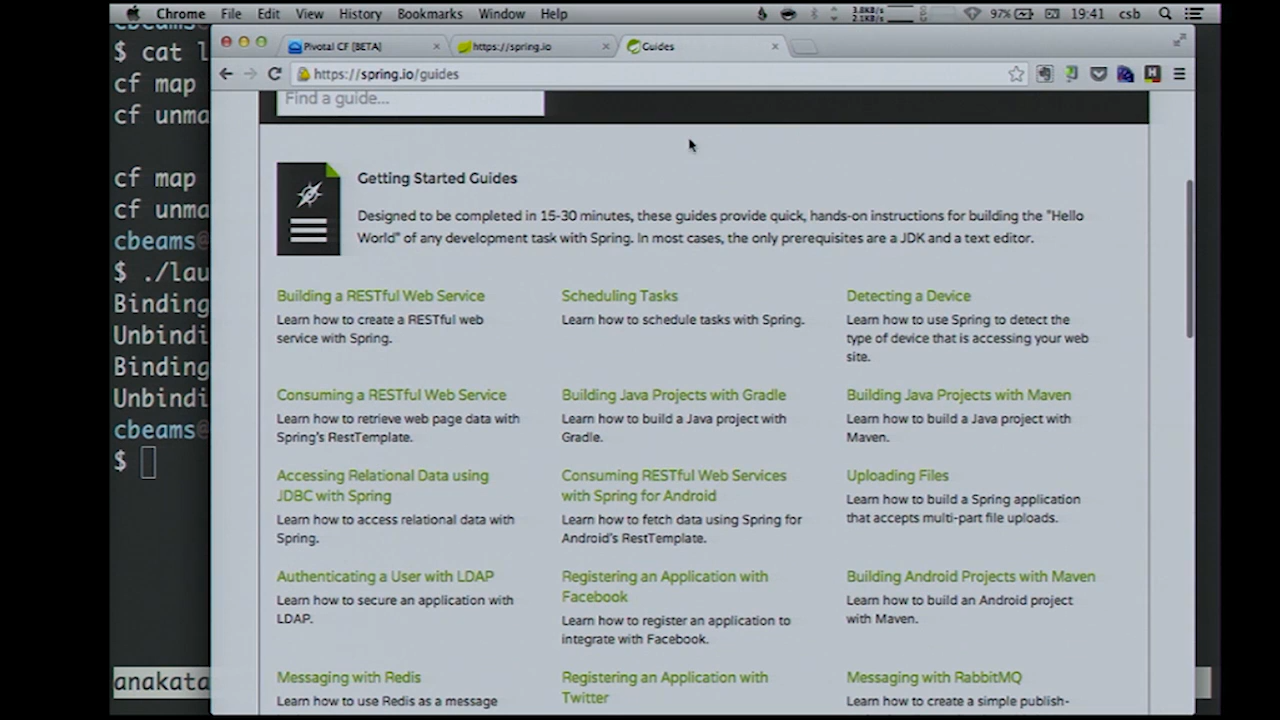 Chrome File Edit View History Bookmarks Window Help 3.8KB/s 2.1KB/s 97% 19:41 csb
$ cat l
cf map
cf unma
cf map
cf unma
cbeams@
$ ./lau
Binding
Unbindi
Binding
Unbindi
cbeams@
$
anakata
Pivotal CF [BETA] https://spring.io Guides
https://spring.io/guides
Find a guide...
Getting Started Guides
Designed to be completed in 15-30 minutes, these guides provide quick, hands-on instructions for building the "Hello
World" of any development task with Spring. In most cases, the only prerequisites are a JDK and a text editor.
Building a RESTful Web Service
Learn how to create a RESTful web
service with Spring.
Scheduling Tasks
Learn how to schedule tasks with Spring.
Detecting a Device
Learn how to use Spring to detect the
type of device that is accessing your web
site.
Consuming a RESTful Web Service
Learn how to retrieve web page data with
Spring's RestTemplate.
Building Java Projects with Gradle
Learn how to build a Java project with
Gradle.
Building Java Projects with Maven
Learn how to build a Java project with
Maven.
Accessing Relational Data using
JDBC with Spring
Learn how to access relational data with
Spring.
Consuming RESTful Web Services
with Spring for Android
Learn how to fetch data using Spring for
Android's RestTemplate.
Uploading Files
Learn how to build a Spring application
that accepts multi-part file uploads.
Authenticating a User with LDAP
Learn how to secure an application with
LDAP.
Registering an Application with
Facebook
Learn how to register an application to
integrate with Facebook.
Building Android Projects with Maven
Learn how to build an Android project
with Maven.
Messaging with Redis
Learn how to use Redis as a message
Registering an Application with
Twitter
Messaging with RabbitMQ
Learn how to create a simple publish-